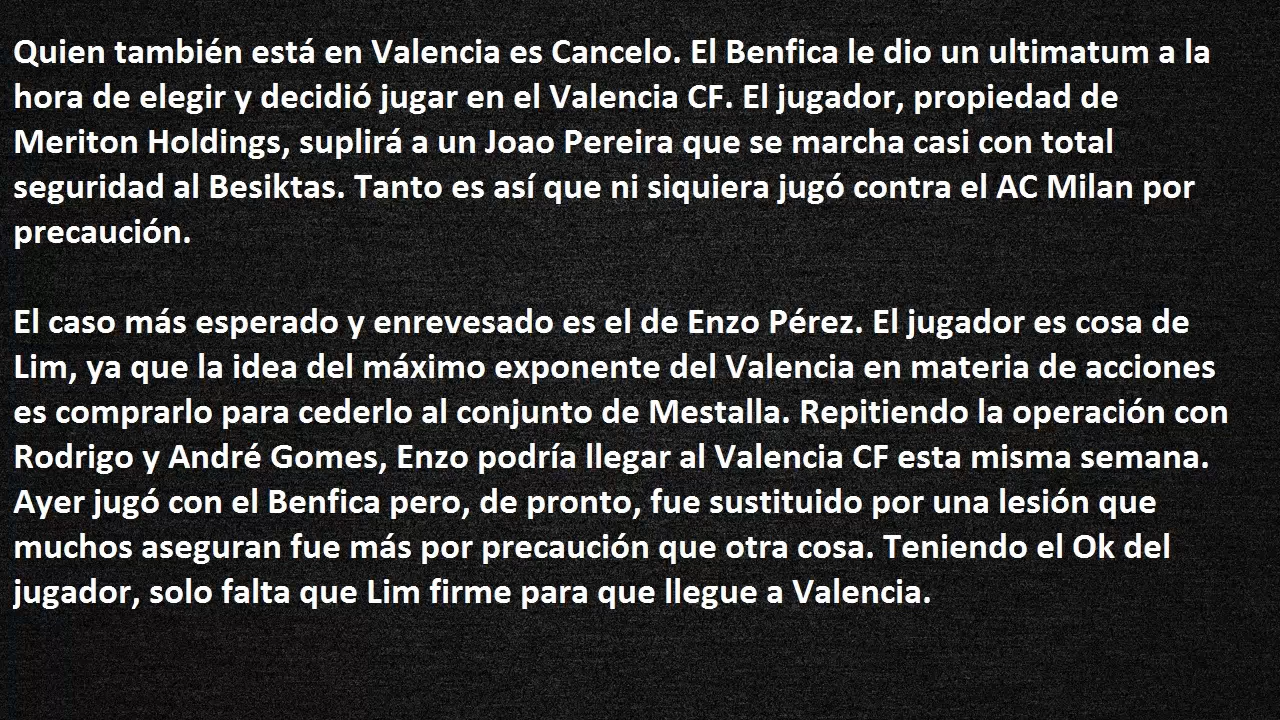 Quien también está en Valencia es Cancelo. El Benfica le dio un ultimatum a la
hora de elegir y decidió jugar en el Valencia CF. El jugador, propiedad de
Meriton Holdings, suplirá a un Joao Pereira que se marcha casi con total
seguridad al Besiktas. Tanto es así que ni siquiera jugó contra el AC Milan por
precaución.
El caso más esperado y enrevesado es el de Enzo Pérez. El jugador es cosa de
Lim, ya que la idea del máximo exponente del Valencia en materia de acciones
es comprarlo para cederlo al conjunto de Mestalla. Repitiendo la operación con
Rodrigo y André Gomes, Enzo podría llegar al Valencia CF esta misma semana.
Ayer jugó con el Benfica pero, de pronto, fue sustituido por una lesión que
muchos aseguran fue más por precaución que otra cosa. Teniendo el Ok del
jugador, solo falta que Lim firme para que llegue a Valencia.